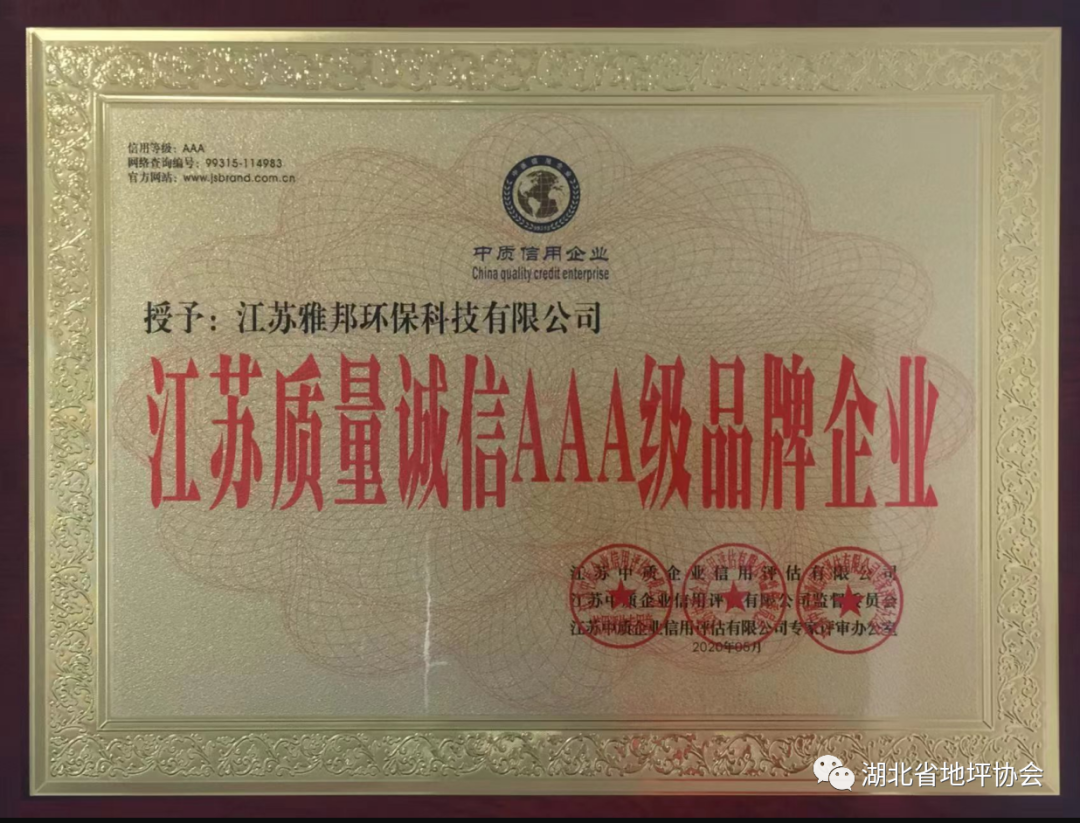 信用等级：AAA
网络查询编号：99315-114983
官方网站：www.jsbrand.com.cn
中质信用企业
China quality credit enterprise
授予：江苏雅邦环保科技有限公司
江苏质量诚信AAA级品牌企业
江苏中质企业信用评估有限公司
江苏中质企业信用评估有限公司监督委员会
江苏中质企业信用评估有限公司专家评审办公室
2020年05月
湖北省地坪协会